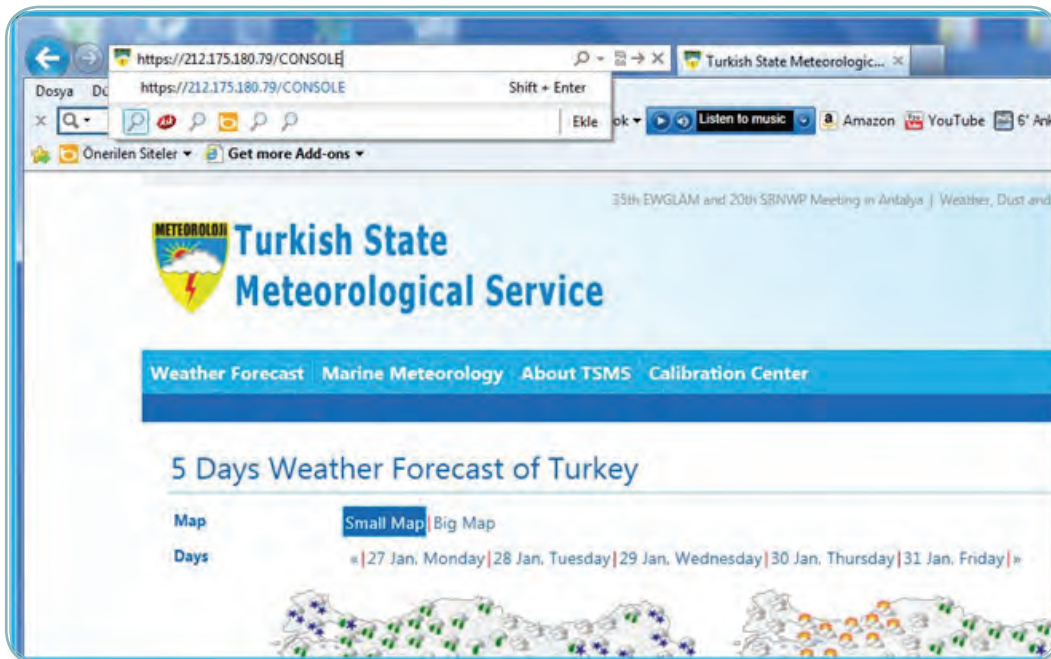 https://212.175.180.79/CONSOLE
Turkish State Meteorologic...
Dosya
https://212.175.180.79/CONSOLE Shift + Enter
Ekle ok Listen to music Amazon YouTube 6° Ank
Önerilen Siteler Get more Add-ons
35th EWGLAM and 20th SRNWP Meeting in Antalya | Weather, Dust and
METEOROLOJİ
Turkish State
Meteorological Service
Weather Forecast Marine Meteorology About TSMS Calibration Center
5 Days Weather Forecast of Turkey
Map Small Map|Big Map
Days «|27 Jan. Monday|28 Jan. Tuesday|29 Jan. Wednesday|30 Jan. Thursday|31 Jan. Friday|»